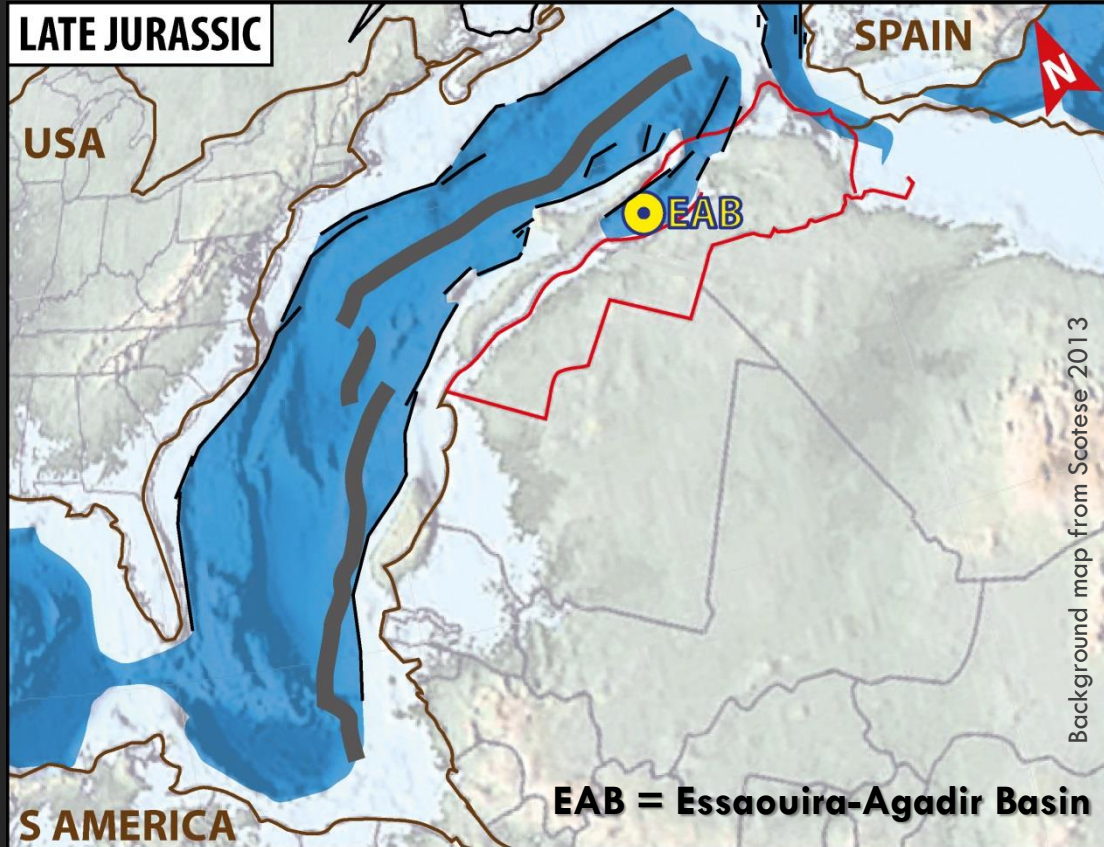 LATE JURASSIC
SPAIN
N
USA
EAB
Background map from Scotese 2013
EAB = Essaouira-Agadir Basin
S AMERICA